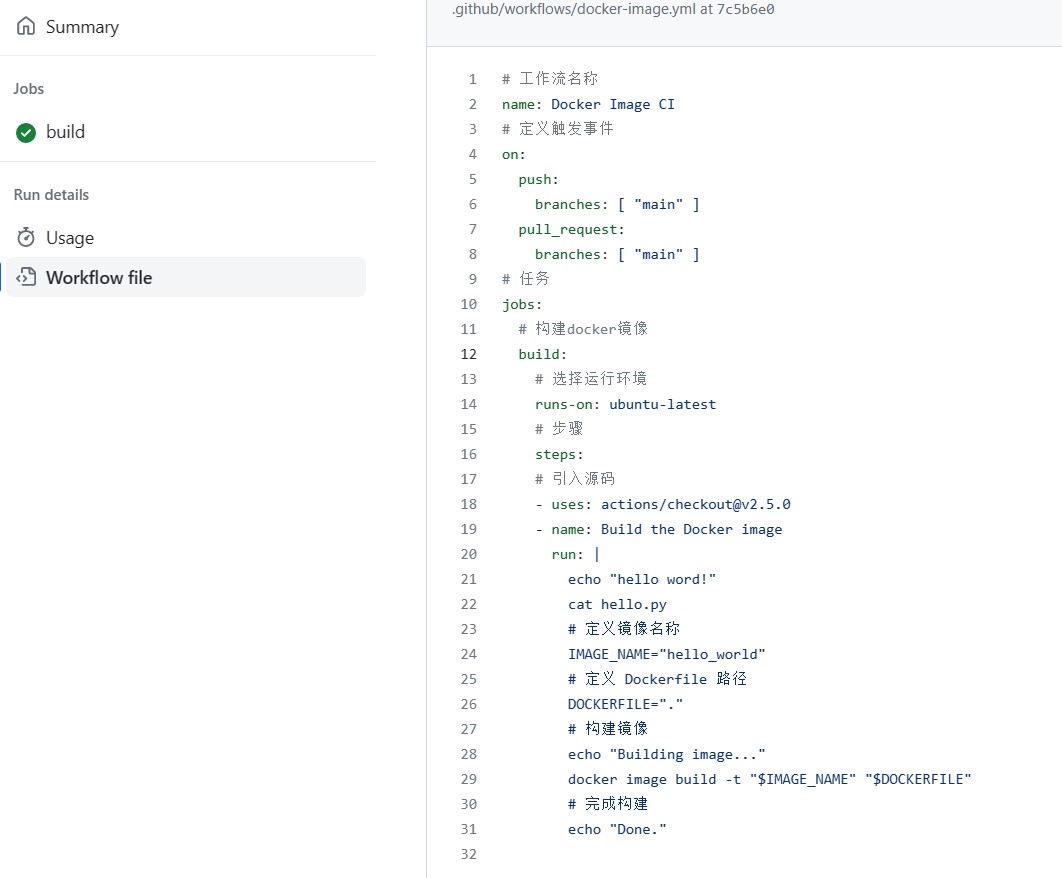 Summary
Jobs
build
Run details
Usage
Workflow file
.github/workflows/docker-image.yml at 7c5b6e0
1 # 工作流名称
2 name: Docker Image CI
3 # 定义触发事件
4 on:
5   push:
6     branches: [ "main" ]
7   pull_request:
8     branches: [ "main" ]
9 # 任务
10 jobs:
11   # 构建docker镜像
12   build:
13     # 选择运行环境
14     runs-on: ubuntu-latest
15     # 步骤
16     steps:
17     # 引入源码
18     - uses: actions/checkout@v2.5.0
19     - name: Build the Docker image
20       run: |
21         echo "hello word!"
22         cat hello.py
23         # 定义镜像名称
24         IMAGE_NAME="hello_world"
25         # 定义 Dockerfile 路径
26         DOCKERFILE="."
27         # 构建镜像
28         echo "Building image..."
29         docker image build -t "$IMAGE_NAME" "$DOCKERFILE"
30         # 完成构建
31         echo "Done."
32